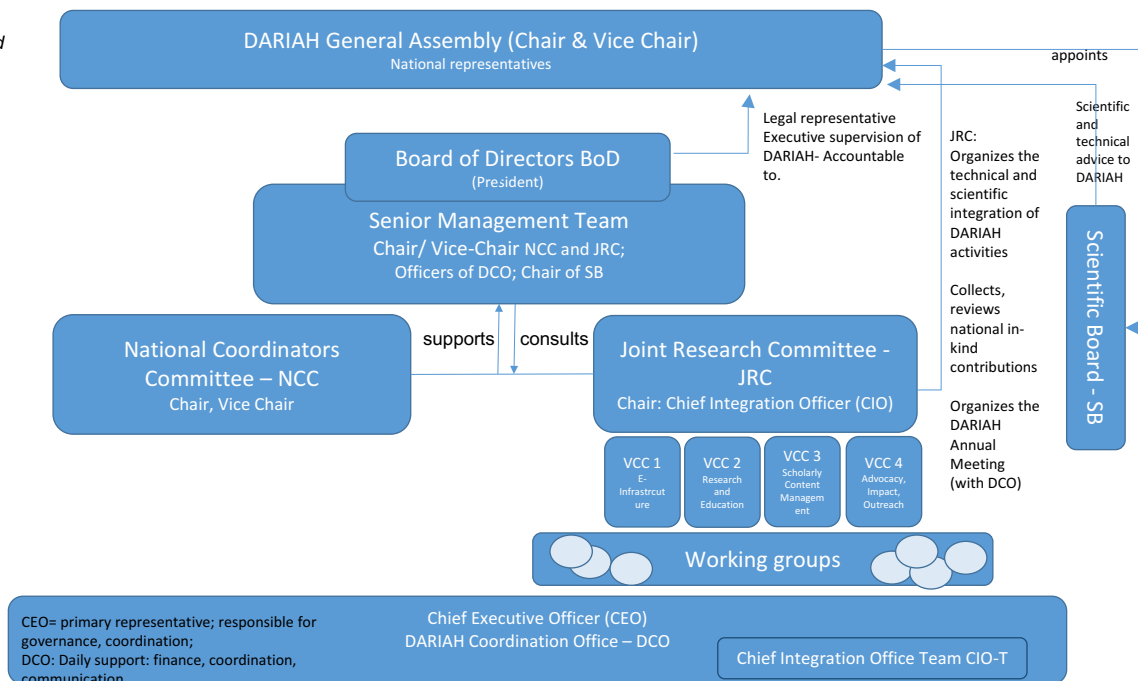 d
DARIAH General Assembly (Chair & Vice Chair)
National representatives
appoints
Legal representative
Executive supervision of
DARIAH- Accountable
to.
Board of Directors BoD
(President)
Senior Management Team
Chair/ Vice-Chair NCC and JRC;
Officers of DCO; Chair of SB
JRC:
Organizes the
technical and
scientific
integration of
DARIAH
activities
Collects,
reviews
national in-
kind
contributions
Organizes the
DARIAH
Annual
Meeting
(with DCO)
Scientific
and
technical
advice to
DARIAH
Scientific Board - SB
supports
consults
National Coordinators
Committee – NCC
Chair, Vice Chair
Joint Research Committee -
JRC
Chair: Chief Integration Officer (CIO)
VCC 1
E-
Infrastrcut
ure
VCC 2
Research
and
Education
VCC 3
Scholarly
Content
Managem
ent
VCC 4
Advocacy,
Impact,
Outreach
Working groups
CEO= primary representative; responsible for
governance, coordination;
DCO: Daily support: finance, coordination,
communication
Chief Executive Officer (CEO)
DARIAH Coordination Office – DCO
Chief Integration Office Team CIO-T